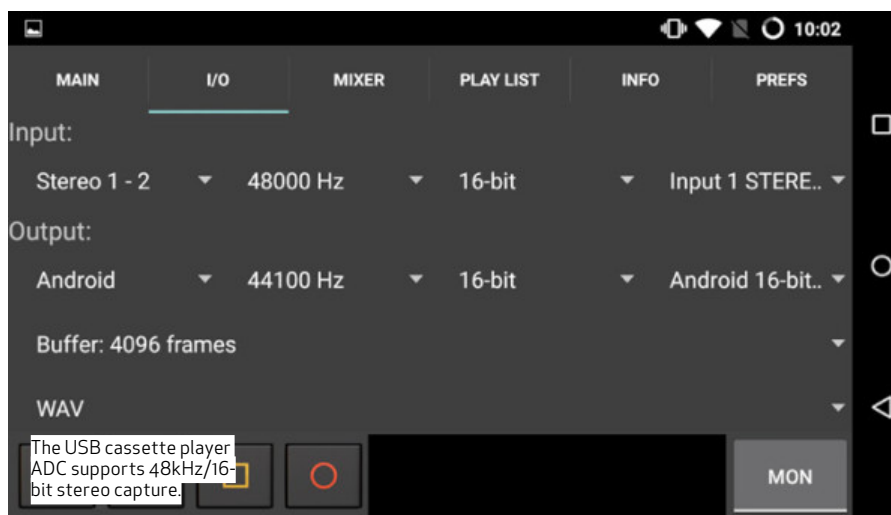 10:02
MAIN I/O MIXER PLAY LIST INFO PREFS
Input:
Stereo 1 - 2 48000 Hz 16-bit Input 1 STERE..
Output:
Android 44100 Hz 16-bit Android 16-bit..
Buffer: 4096 frames
WAV
The USB cassette player
ADC supports 48kHz/16-
bit stereo capture.
MON